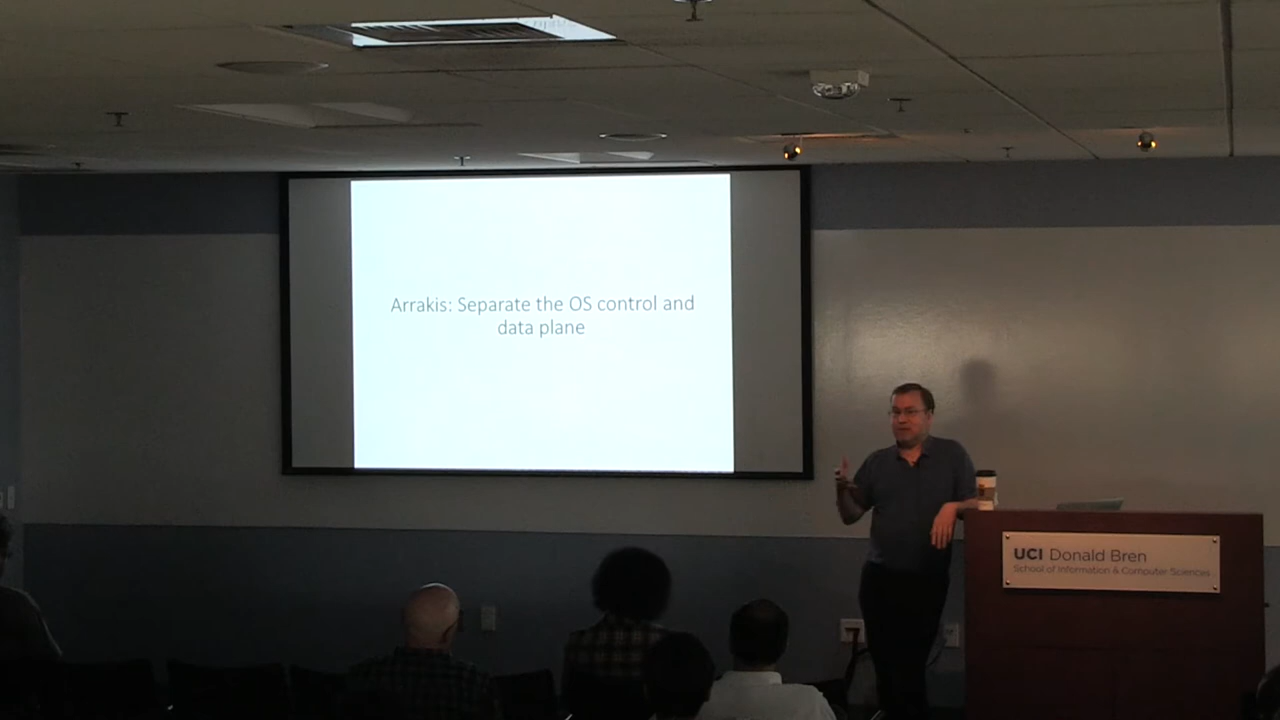 Arrakis: Separate the OS control and
data plane
UCI Donald Bren
School of Information & Computer Sciences